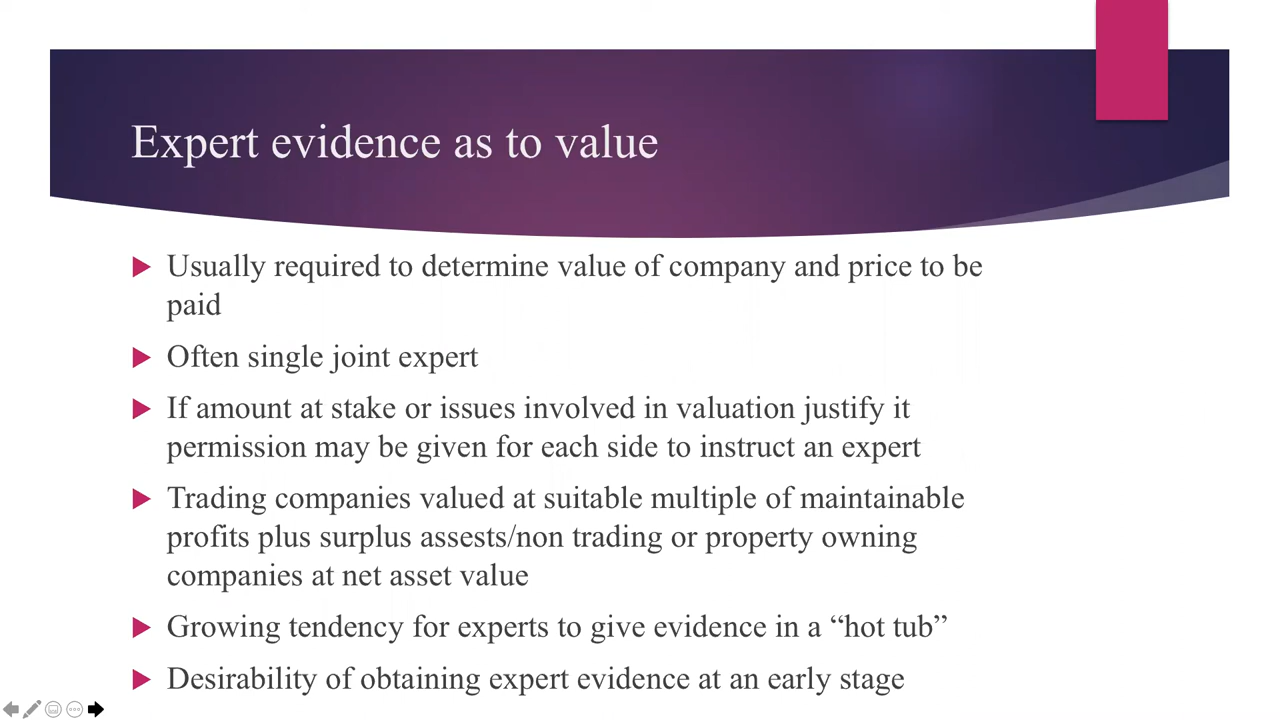 Expert evidence as to value
Usually required to determine value of company and price to be
paid
Often single joint expert
If amount at stake or issues involved in valuation justify it
permission may be given for each side to instruct an expert
Trading companies valued at suitable multiple of maintainable
profits plus surplus assests/non trading or property owning
companies at net asset value
Growing tendency for experts to give evidence in a “hot tub”
Desirability of obtaining expert evidence at an early stage